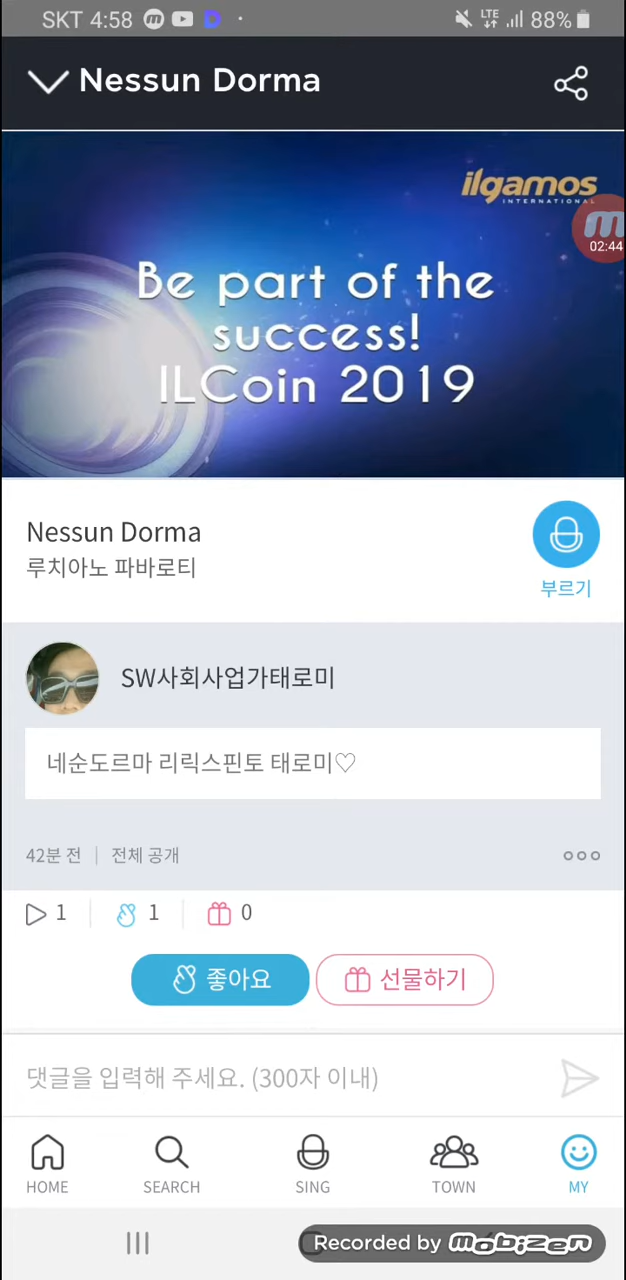 SKT 4:58
LTE
88%
Nessun Dorma
ilgamos
INTERNATIONAL
02:44
Be part of the
success!
ILCoin 2019
Nessun Dorma
루치아노 파바로티
부르기
SW사회사업가태로미
네순도르마 리릭스핀토 태로미♡
42분 전 | 전체 공개
1 1 0
좋아요 선물하기
댓글을 입력해 주세요. (300자 이내)
HOME SEARCH SING TOWN MY
Recorded by mobizen